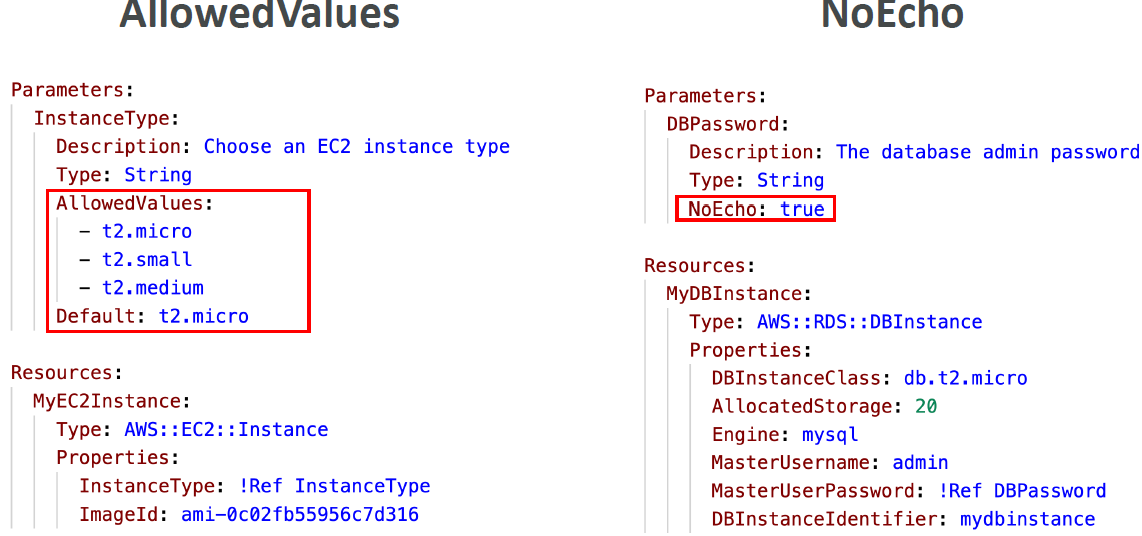 AllowedValues
Parameters:
InstanceType:
Description: Choose an EC2 instance type
Type: String
AllowedValues:
- t2.micro
- t2.small
- t2.medium
Default: t2.micro
Resources:
MyEC2Instance:
Type: AWS::EC2::Instance
Properties:
InstanceType: !Ref InstanceType
ImageId: ami-0c02fb55956c7d316
NoEcho
Parameters:
DBPassword:
Description: The database admin password
Type: String
NoEcho: true
Resources:
MyDBInstance:
Type: AWS::RDS::DBInstance
Properties:
DBInstanceClass: db.t2.micro
AllocatedStorage: 20
Engine: mysql
MasterUsername: admin
MasterUserPassword: !Ref DBPassword
DBInstanceIdentifier: mydbinstance